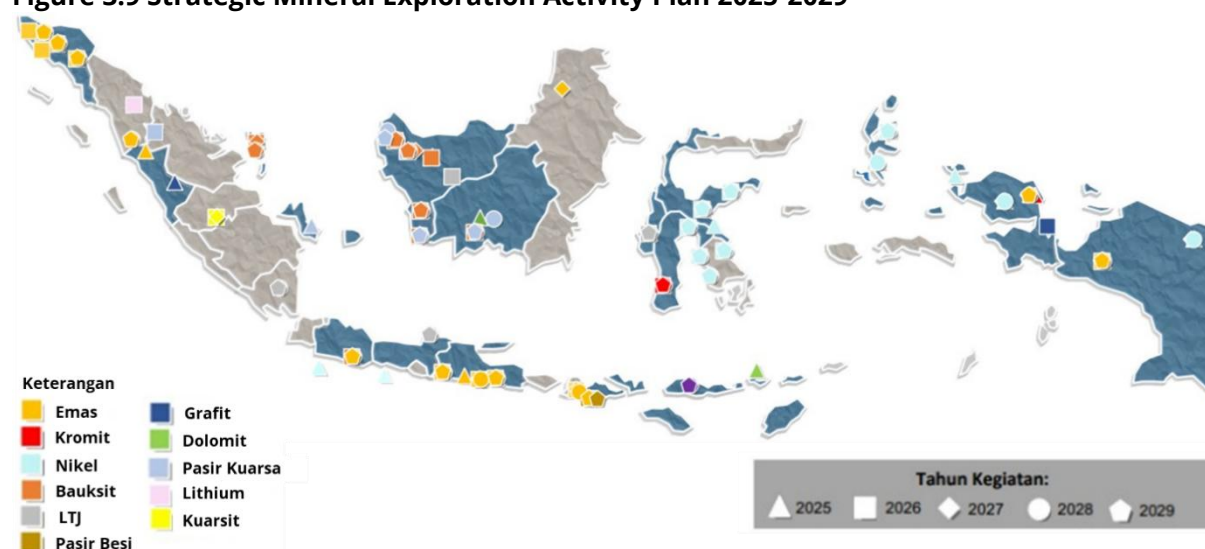 Figure 3.9 Strategic Mineral Exploration Activity Plan 2025-2029
Keterangan
Emas
Kromit
Nikel
Bauksit
LTJ
Pasir Besi
Grafit
Dolomit
Pasir Kuarsa
Lithium
Kuarsit
Tahun Kegiatan:
2025 2026 2027 2028 2029